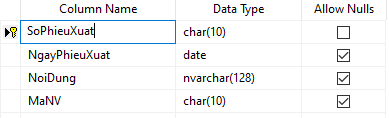 Column Name Data Type Allow Nulls
SoPhieuXuat char(10)
NgayPhieuXuat date
NoiDung nvarchar(128)
MaNV char(10)